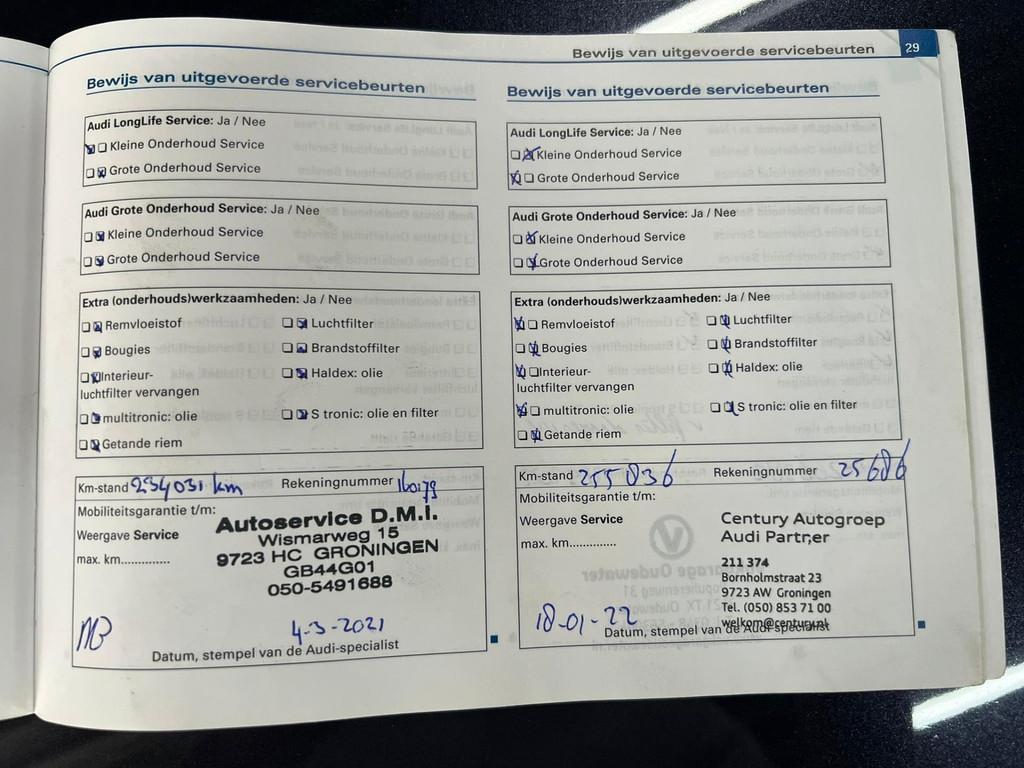 Bewijs van uitgevoerde servicebeurten 29
Bewijs van uitgevoerde servicebeurten
Audi LongLife Service: Ja / Nee
Kleine Onderhoud Service
Grote Onderhoud Service
Audi Grote Onderhoud Service: Ja / Nee
Kleine Onderhoud Service
Grote Onderhoud Service
Extra (onderhouds)werkzaamheden: Ja / Nee
Remvloeistof Luchtfilter
Bougies Brandstoffilter
Interieur- Haldex: olie
luchtfilter vervangen
multitronic: olie S tronic: olie en filter
Getande riem
Km-stand 234031 km Rekeningnummer 160179
Mobiliteitsgarantie t/m:
Weergave Service
max. km..............
Autoservice D.M.I.
Wismarweg 15
9723 HC GRONINGEN
GB44G01
050-5491688
4-3-2021
Datum, stempel van de Audi-specialist
Bewijs van uitgevoerde servicebeurten
Audi LongLife Service: Ja / Nee
Kleine Onderhoud Service
Grote Onderhoud Service
Audi Grote Onderhoud Service: Ja / Nee
Kleine Onderhoud Service
Grote Onderhoud Service
Extra (onderhouds)werkzaamheden: Ja / Nee
Remvloeistof Luchtfilter
Bougies Brandstoffilter
Interieur- Haldex: olie
luchtfilter vervangen
multitronic: olie S tronic: olie en filter
Getande riem
Km-stand 255836 Rekeningnummer 25686
Mobiliteitsgarantie t/m:
Weergave Service
max. km.............
Century Autogroep
Audi Partner
211 374
Bornholmstraat 23
9723 AW Groningen
Tel. (050) 853 71 00
welkom@century.nl
18-01-22
Datum, stempel van de Audi-specialist